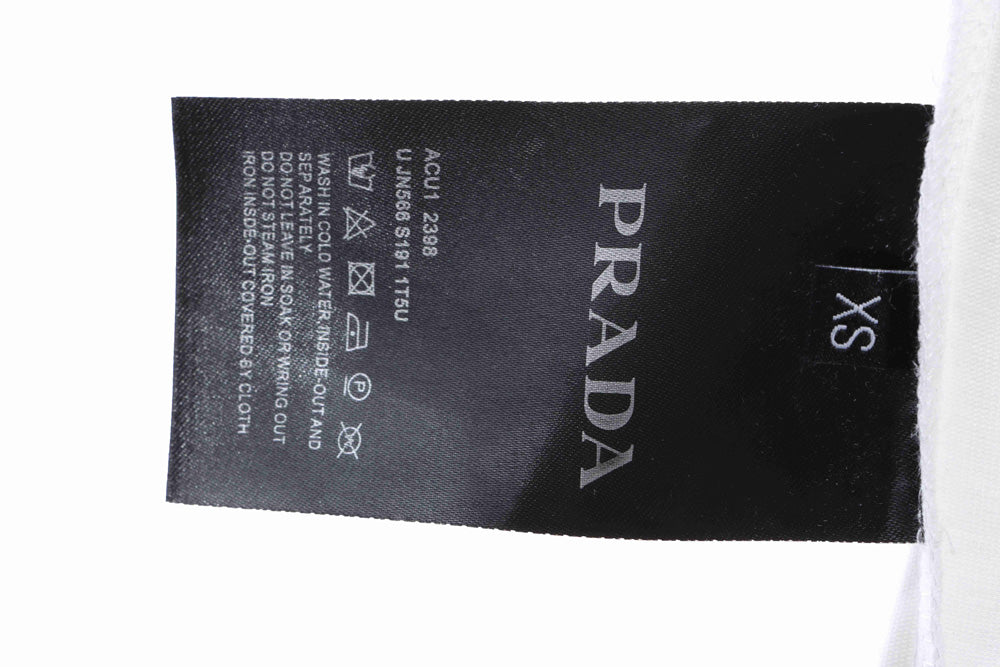 XS
PRADA
ACU1 2398
U JN566 S191 1T5U
P
WASH IN COLD WATER,INSIDE-OUT AND
SEPARATELY
DO NOT LEAVE IN SOAK OR WRING OUT
DO NOT STEAM IRON
IRON INSDE-OUT COVERED BY CLOTH